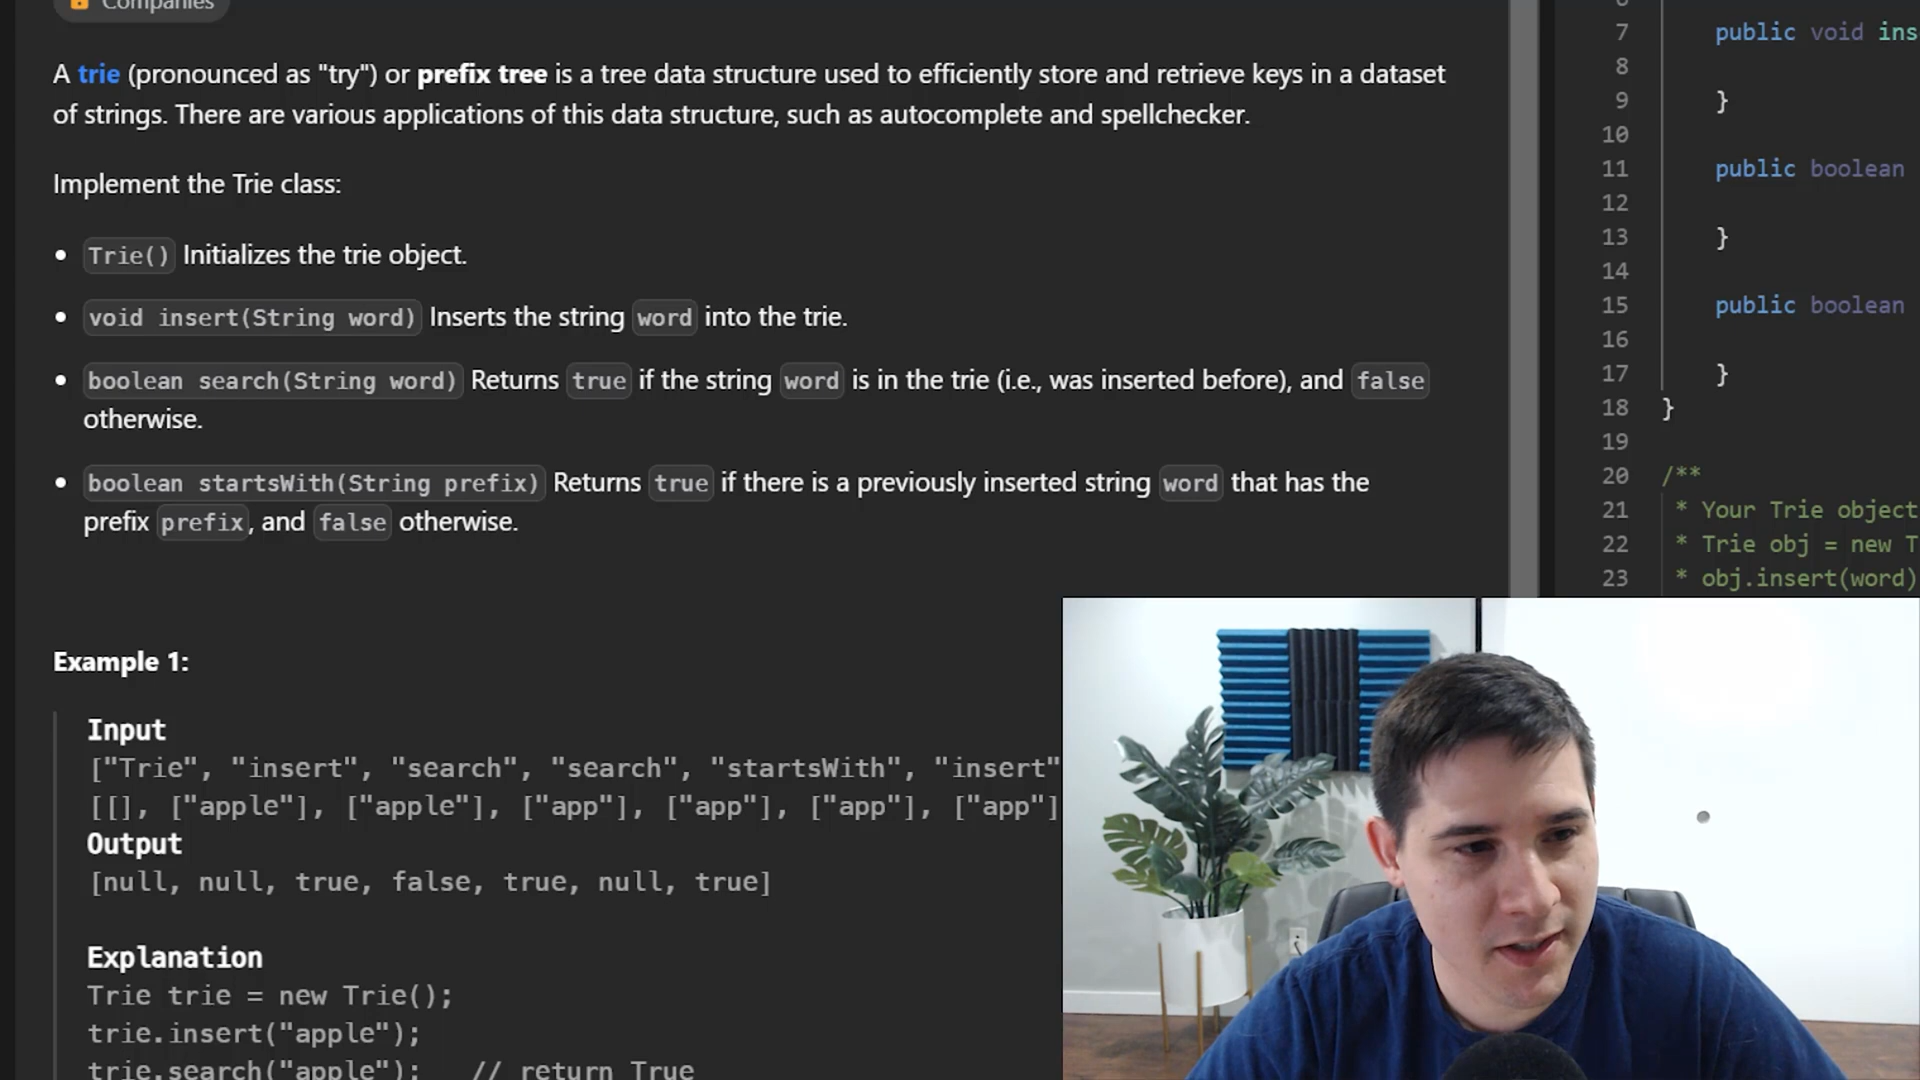 Companies
A trie (pronounced as "try") or prefix tree is a tree data structure used to efficiently store and retrieve keys in a dataset
of strings. There are various applications of this data structure, such as autocomplete and spellchecker.
Implement the Trie class:
• Trie() Initializes the trie object.
• void insert(String word) Inserts the string word into the trie.
• boolean search(String word) Returns true if the string word is in the trie (i.e., was inserted before), and false
otherwise.
• boolean startsWith(String prefix) Returns true if there is a previously inserted string word that has the
prefix prefix, and false otherwise.
Example 1:
Input
["Trie", "insert", "search", "search", "startsWith", "insert"
[[], ["apple"], ["apple"], ["app"], ["app"], ["app"], ["app"]
Output
[null, null, true, false, true, null, true]
Explanation
Trie trie = new Trie();
trie.insert("apple");
trie.search("apple"); // return True
7 public void ins
8
9 }
10
11 public boolean
12
13 }
14
15 public boolean
16
17 }
18 }
19
20 /**
21 * Your Trie object
22 * Trie obj = new T
23 * obj.insert(word)